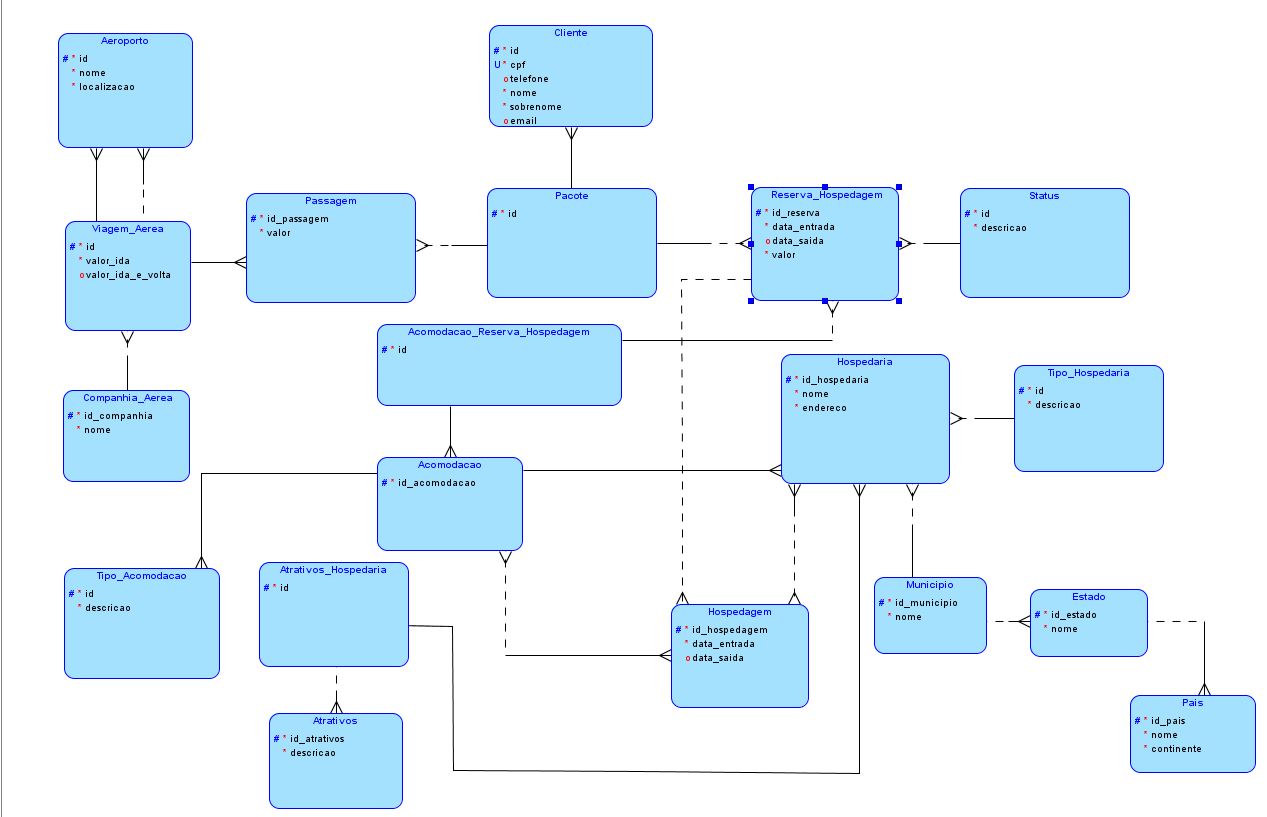 Aeroporto
# * id
* nome
* localizacao
Cliente
# * id
U * cpf
o telefone
* nome
* sobrenome
o email
Passagem
# * id_passagem
* valor
Pacote
# * id
Reserva_Hospedagem
# * id_reserva
* data_entrada
o data_saida
* valor
Status
# * id
* descricao
Viagem_Aerea
# * id
* valor_ida
o valor_ida_e_volta
Acomodacao_Reserva_Hospedagem
# * id
Hospedaria
# * id_hospedaria
* nome
* endereco
Tipo_Hospedaria
# * id
* descricao
Companhia_Aerea
# * id_companhia
* nome
Acomodacao
# * id_acomodacao
Tipo_Acomodacao
# * id
* descricao
Atrativos_Hospedaria
# * id
Hospedagem
# * id_hospedagem
* data_entrada
o data_saida
Municipio
# * id_municipio
* nome
Estado
# * id_estado
* nome
Atrativos
# * id_atrativos
* descricao
Pais
# * id_pais
* nome
* continente